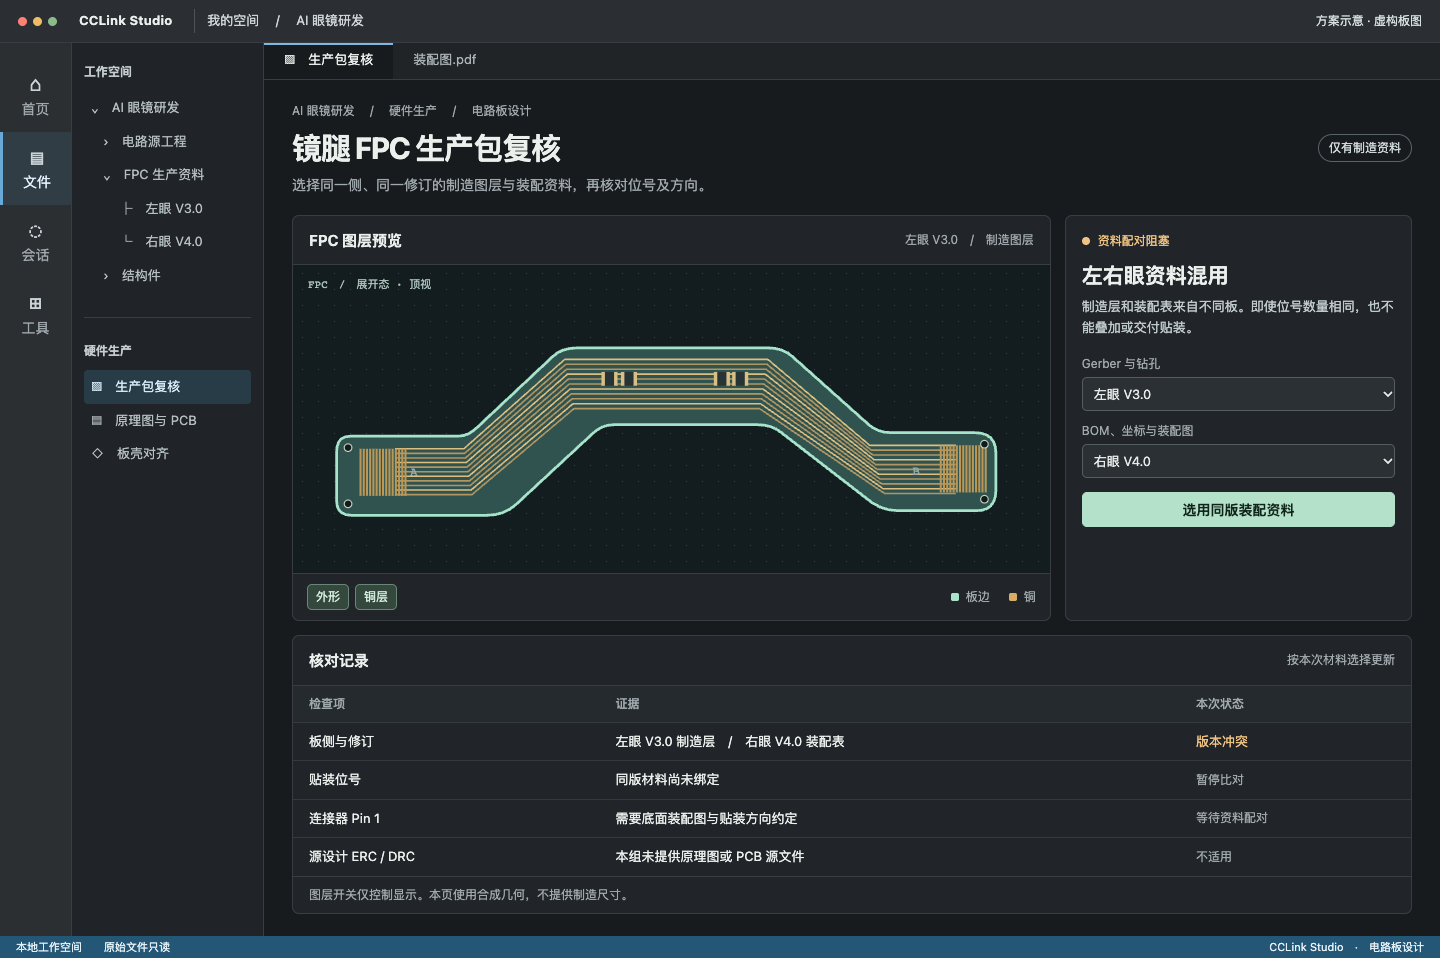 CCLink Studio 我的空间 / AI 眼镜研发 方案示意 · 虚构板图
首页
文件
会话
工具
工作空间
AI 眼镜研发
电路源工程
FPC 生产资料
左眼 V3.0
右眼 V4.0
结构件
硬件生产
生产包复核
原理图与 PCB
板壳对齐
生产包复核 装配图.pdf
AI 眼镜研发 / 硬件生产 / 电路板设计
镜腿 FPC 生产包复核
仅有制造资料
选择同一侧、同一修订的制造图层与装配资料，再核对位号及方向。
FPC 图层预览 左眼 V3.0 / 制造图层
FPC / 展开态 · 顶视
A B
外形 铜层 板边 铜
资料配对阻塞
左右眼资料混用
制造层和装配表来自不同板。即使位号数量相同，也不
能叠加或交付贴装。
Gerber 与钻孔
左眼 V3.0
BOM、坐标与装配图
右眼 V4.0
选用同版装配资料
核对记录 按本次材料选择更新
检查项 证据 本次状态
板侧与修订 左眼 V3.0 制造层 / 右眼 V4.0 装配表 版本冲突
贴装位号 同版材料尚未绑定 暂停比对
连接器 Pin 1 需要底面装配图与贴装方向约定 等待资料配对
源设计 ERC / DRC 本组未提供原理图或 PCB 源文件 不适用
图层开关仅控制显示。本页使用合成几何，不提供制造尺寸。
本地工作空间 原始文件只读 CCLink Studio · 电路板设计